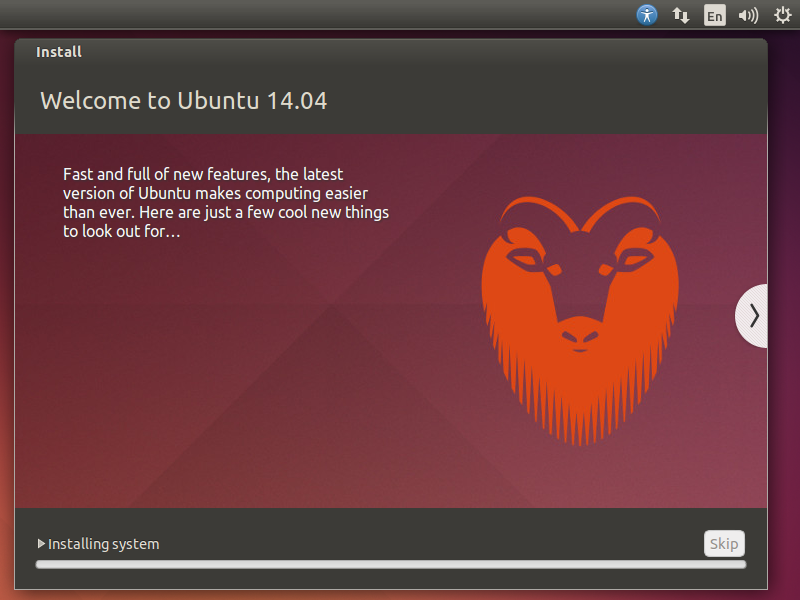 En
Install
Welcome to Ubuntu 14.04
Fast and full of new features, the latest
version of Ubuntu makes computing easier
than ever. Here are just a few cool new things
to look out for…
Installing system
Skip